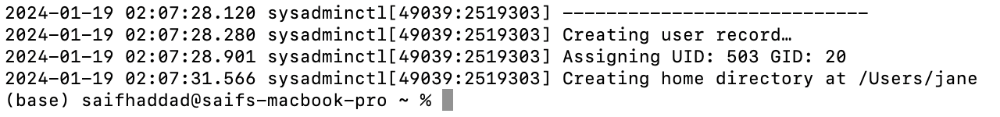 2024-01-19 02:07:28.120 sysadminctl[49039:2519303] ----------------------------
2024-01-19 02:07:28.280 sysadminctl[49039:2519303] Creating user record…
2024-01-19 02:07:28.901 sysadminctl[49039:2519303] Assigning UID: 503 GID: 20
2024-01-19 02:07:31.566 sysadminctl[49039:2519303] Creating home directory at /Users/jane
(base) saifhaddad@saifs-macbook-pro ~ %